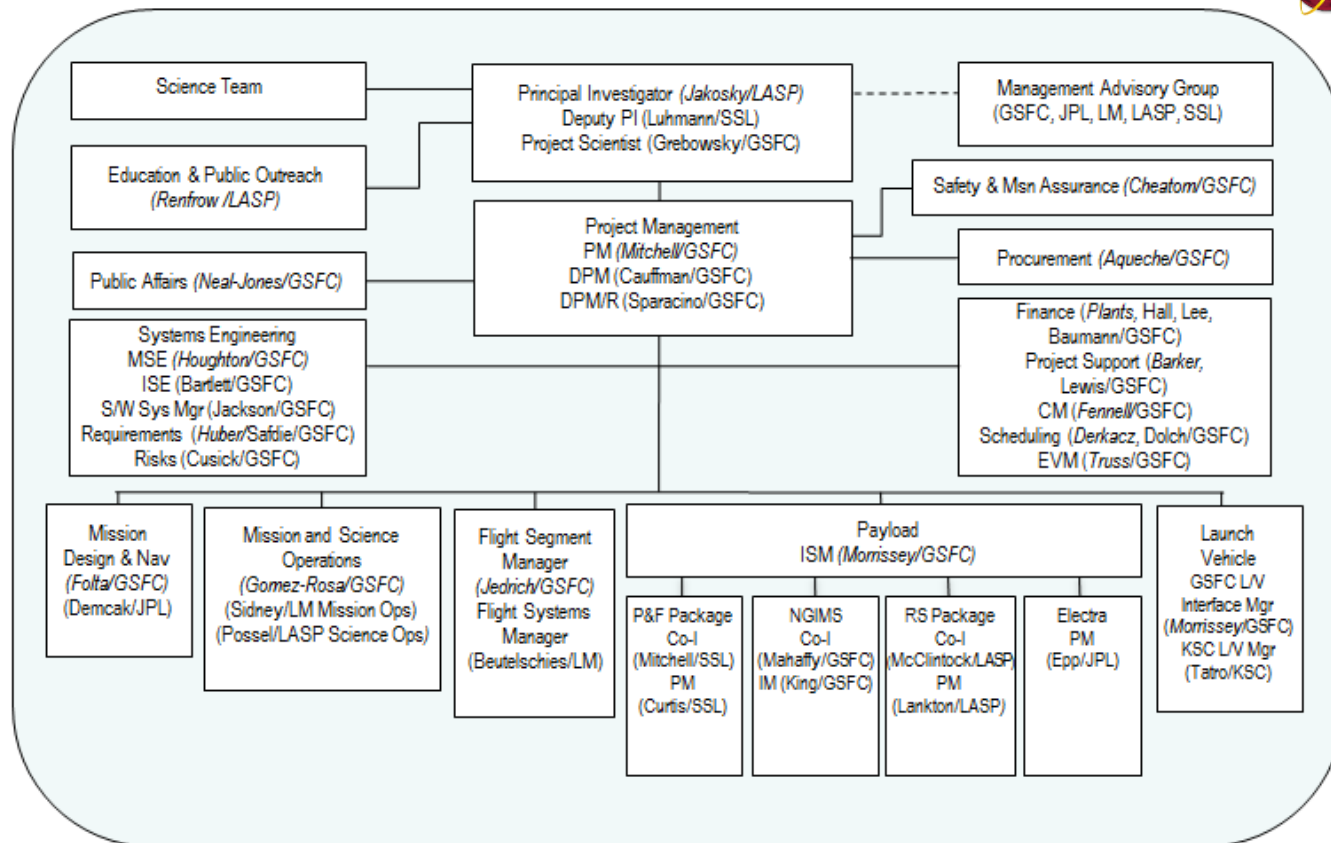 Science Team
Principal Investigator (Jakosky/LASP)
Deputy PI (Luhmann/SSL)
Project Scientist (Grebowsky/GSFC)
Management Advisory Group
(GSFC, JPL, LM, LASP, SSL)
Education & Public Outreach
(Renfrow /LASP)
Safety & Msn Assurance (Cheatom/GSFC)
Project Management
PM (Mitchell/GSFC)
DPM (Cauffman/GSFC)
DPM/R (Sparacino/GSFC)
Procurement (Aqueche/GSFC)
Public Affairs (Neal-Jones/GSFC)
Systems Engineering
MSE (Houghton/GSFC)
ISE (Bartlett/GSFC)
S/W Sys Mgr (Jackson/GSFC)
Requirements (Huber/Safdie/GSFC)
Risks (Cusick/GSFC)
Finance (Plants, Hall, Lee,
Baumann/GSFC)
Project Support (Barker,
Lewis/GSFC)
CM (Fennell/GSFC)
Scheduling (Derkacz, Dolch/GSFC)
EVM (Truss/GSFC)
Mission
Design & Nav
(Folta/GSFC)
(Demcak/JPL)
Mission and Science
Operations
(Gomez-Rosa/GSFC)
(Sidney/LM Mission Ops)
(Possel/LASP Science Ops)
Flight Segment
Manager
(Jedrich/GSFC)
Flight Systems
Manager
(Beutelschies/LM)
Payload
ISM (Morrissey/GSFC)
P&F Package
Co-I
(Mitchell/SSL)
PM
(Curtis/SSL)
NGIMS
Co-I
(Mahaffy/GSFC)
IM (King/GSFC)
RS Package
Co-I
(McClintock/LASP)
PM
(Lankton/LASP)
Electra
PM
(Epp/JPL)
Launch
Vehicle
GSFC L/V
Interface Mgr
(Morrissey/GSFC)
KSC L/V Mgr
(Tatro/KSC)